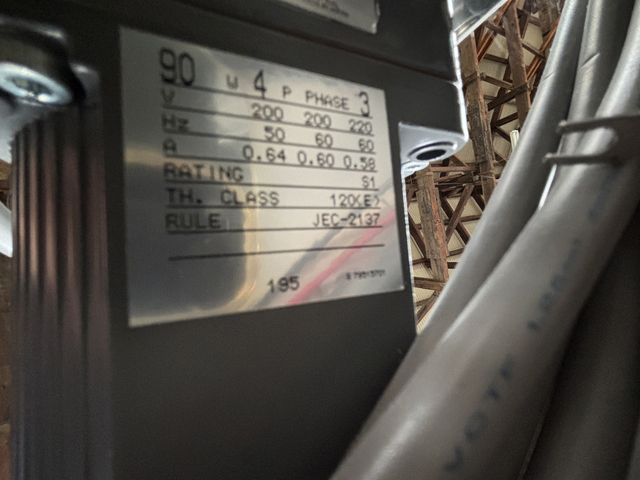 90 W 4 P PHASE 3
V 200 200 220
Hz 50 60 60
A 0.64 0.60 0.58
RATING S1
TH. CLASS 120(E)
RULE JEC-2137
195
VCTF